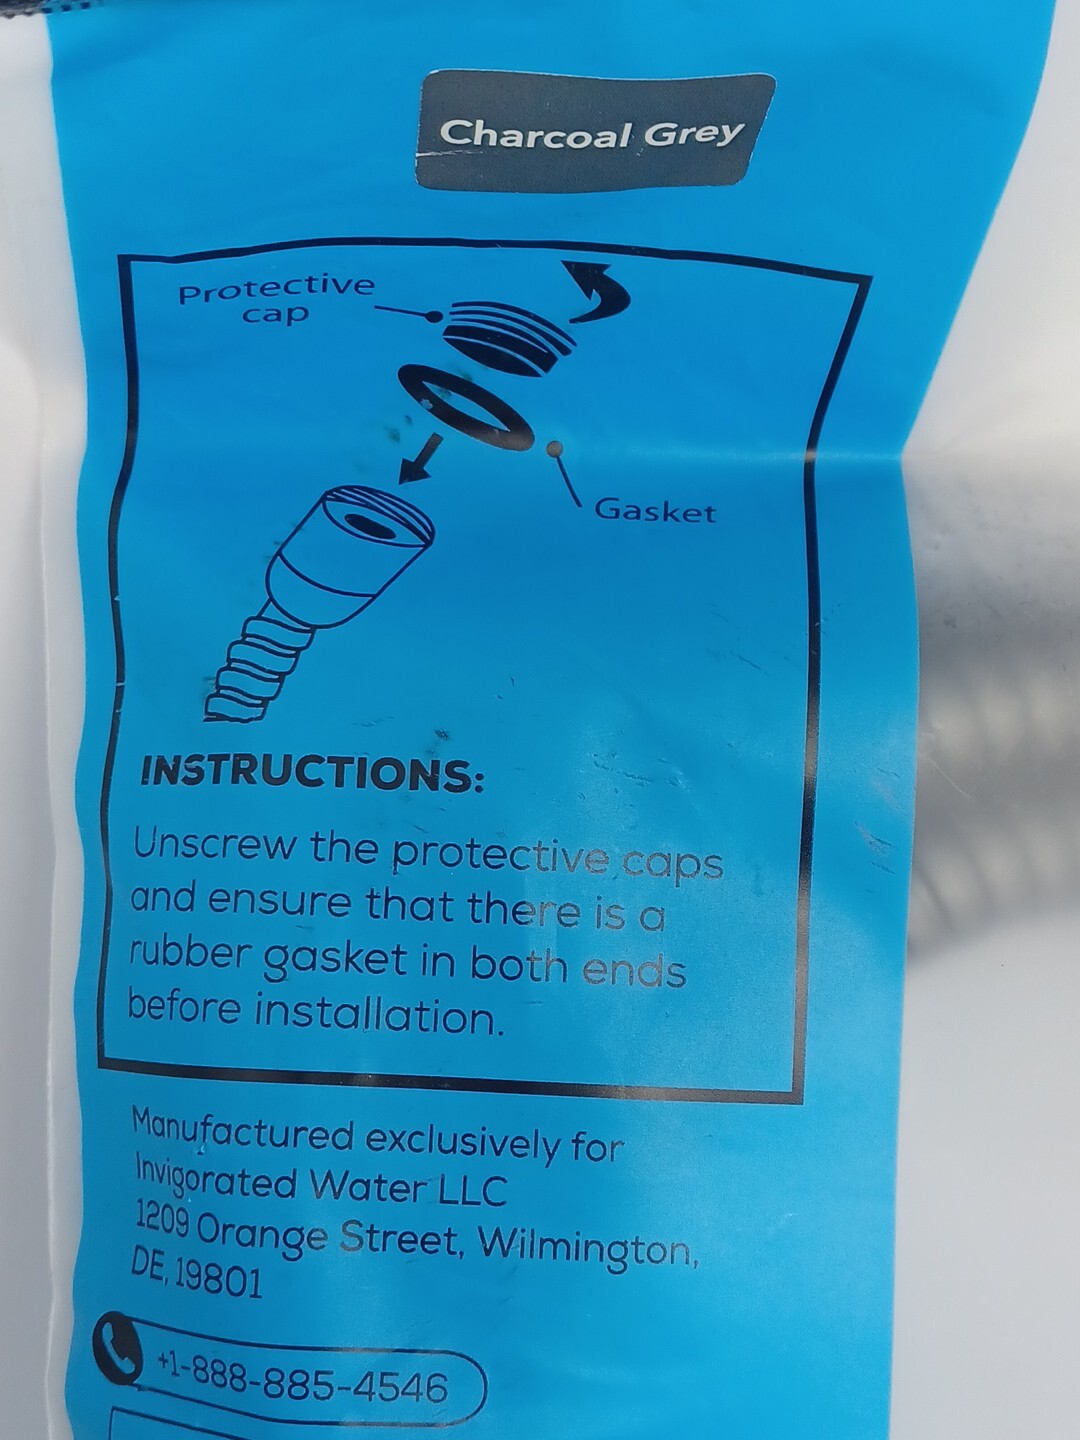 Charcoal Grey
Protective
cap
Gasket
INSTRUCTIONS:
Unscrew the protective caps
and ensure that there is a
rubber gasket in both ends
before installation.
Manufactured exclusively for
Invigorated Water LLC
1209 Orange Street, Wilmington,
DE, 19801
+1-888-885-4546